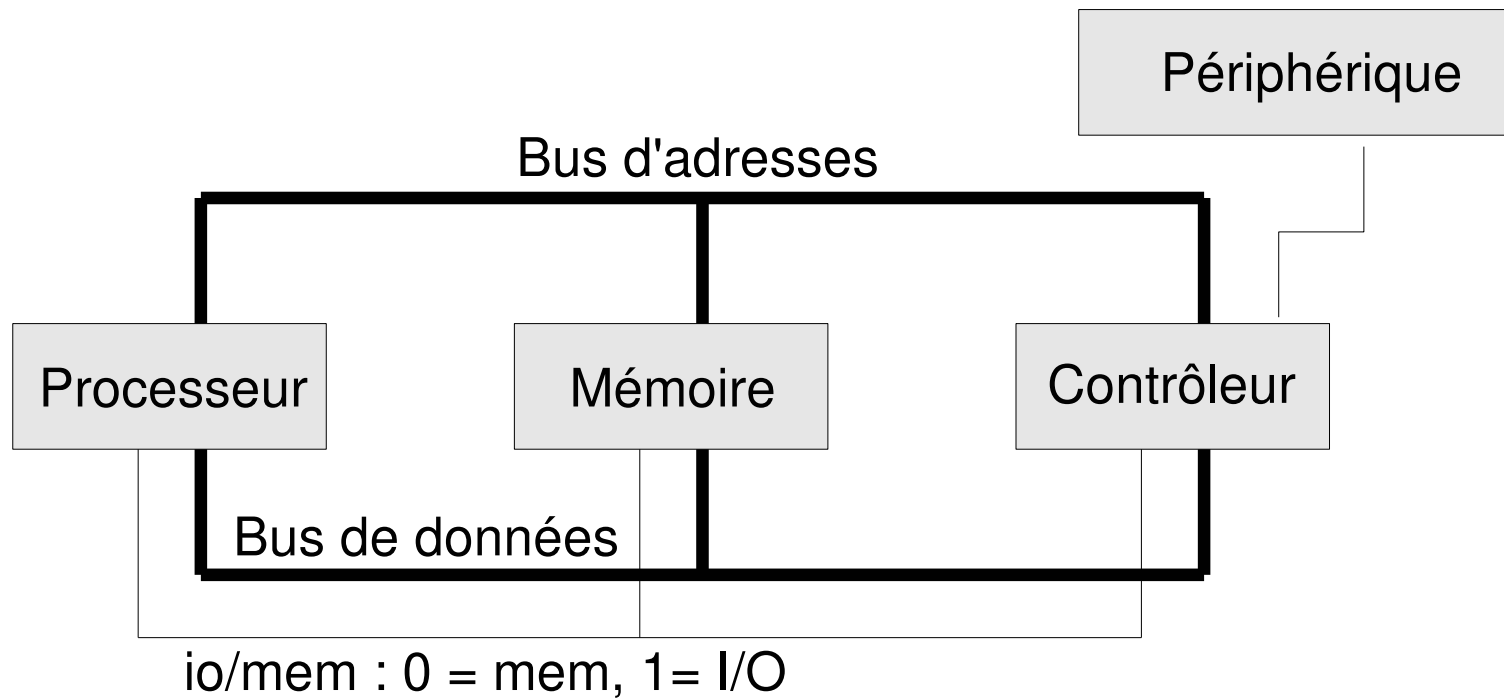 Périphérique
Bus d'adresses
Processeur
Mémoire
Contrôleur
Bus de données
io/mem : 0 = mem, 1= I/O